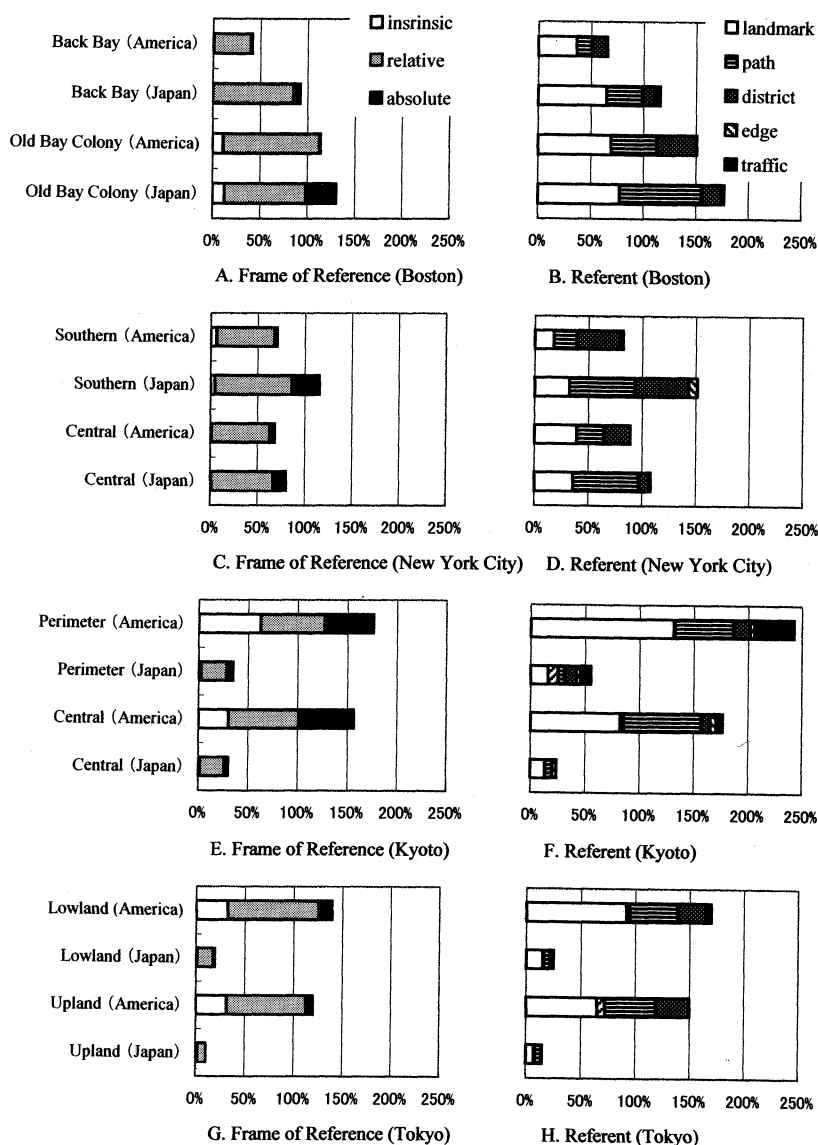 insrinsic
relative
absolute
landmark
path
district
edge
traffic
Back Bay (America)
Back Bay (Japan)
Old Bay Colony (America)
Old Bay Colony (Japan)
0% 50% 100% 150% 200% 250%
0% 50% 100% 150% 200% 250%
A. Frame of Reference (Boston)
B. Referent (Boston)
Southern (America)
Southern (Japan)
Central (America)
Central (Japan)
0% 50% 100% 150% 200% 250%
0% 50% 100% 150% 200% 250%
C. Frame of Reference (New York City)
D. Referent (New York City)
Perimeter (America)
Perimeter (Japan)
Central (America)
Central (Japan)
0% 50% 100% 150% 200% 250%
0% 50% 100% 150% 200% 250%
E. Frame of Reference (Kyoto)
F. Referent (Kyoto)
Lowland (America)
Lowland (Japan)
Upland (America)
Upland (Japan)
0% 50% 100% 150% 200% 250%
0% 50% 100% 150% 200% 250%
G. Frame of Reference (Tokyo)
H. Referent (Tokyo)